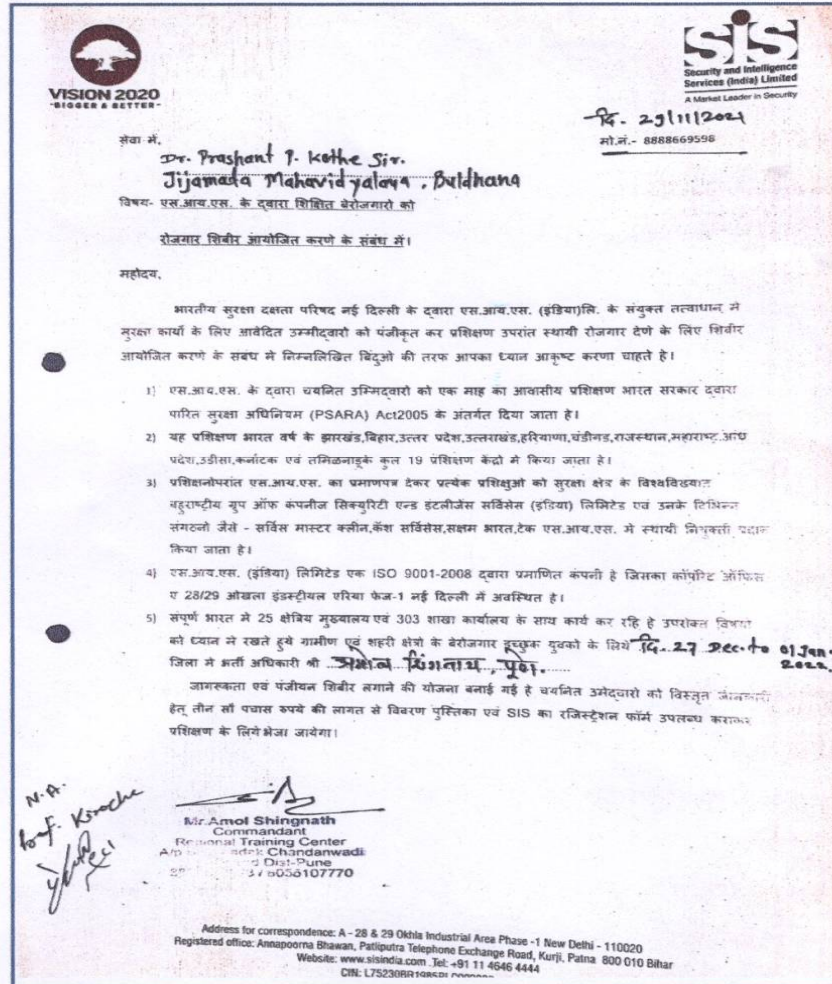 VISION 2020
-BIGGER & BETTER-
SIS
Security and Intelligence
Services (India) Limited
A Market Leader in Security
दि. 29/11/2021
मो.नं.- 8888669598
सेवा में,
Dr. Prashant P. Kothe Sir.
Jijamata Mahavidyalaya, Buldhana
विषय- एस.आय.एस. के दवारा शिक्षित बेरोजगारो को
रोजगार शिबीर आयोजित करणे के संबंध में।
महोदय,
भारतीय सुरक्षा दक्षता परिषद नई दिल्ली के दवारा एस.आय.एस. (इंडिया)लि. के संयुक्त तत्वाधान में
सुरक्षा कार्यो के लिए आवेदित उम्मीदवारो को पंजीकृत कर प्रशिक्षण उपरांत स्थायी रोजगार देणे के लिए शिबीर
आयोजित करणे के संबंध मे निम्नलिखित बिंदुओ की तरफ आपका ध्यान आकृष्ट करणा चाहते है।
1) एस.आय.एस. के दवारा चयनित उम्मिदवारो को एक माह का आवासीय प्रशिक्षण भारत सरकार दवारा
पारित सुरक्षा अधिनियम (PSARA) Act2005 के अंतर्गत दिया जाता है।
2) यह प्रशिक्षण भारत वर्ष के झारखंड,बिहार,उत्तर प्रदेश,उत्तराखंड,हरियाणा,चंडीगड,राजस्थान,महाराष्ट्र,आंध्र
प्रदेश,उडीसा,कर्नाटक एवं तमिळनाडूके कुल 19 प्रशिक्षण केंद्रो मे किया जाता है।
3) प्रशिक्षनोपरांत एस.आय.एस. का प्रमाणपत्र देकर प्रत्येक प्रशिक्षुओ को सुरक्षा क्षेत्र के विश्वविख्यात
बहुराष्ट्रीय ग्रुप ऑफ कंपनीज सिक्युरिटी एन्ड इंटलीजेंस सर्विसेस (इंडिया) लिमिटेड एवं उनके विभिन्न
संगठनो जैसे - सर्विस मास्टर क्लीन,कॅश सर्विसेस,सक्षम भारत,टेक एस.आय.एस. मे स्थायी नियुक्ती प्रदान
किया जाता है।
4) एस.आय.एस. (इंडिया) लिमिटेड एक ISO 9001-2008 दवारा प्रमाणित कंपनी है जिसका कॉर्पोरेट ऑफिस
ए 28/29 ओखला इंडस्ट्रीयल एरिया फेज-1 नई दिल्ली में अवस्थित है।
5) संपूर्ण भारत मे 25 क्षेत्रिय मुख्यालय एवं 303 शाखा कार्यालय के साथ कार्य कर रहि हे उपरोक्त विषयो
को ध्यान मे रखते हुये ग्रामीण एवं शहरी क्षेत्रो के बेरोजगार इच्छुक युवको के लिये दि. 27 Dec. to 01 Jan. 2022.
जिला मे भर्ती अधिकारी श्री अमोल शिंगनाथ, पूणे.
जागरुकता एवं पंजीयन शिबीर लगाने की योजना बनाई गई है चयनित उमेदवारो को विस्तृत जानकारी
हेतू तीन सौ पचास रुपये की लागत से विवरण पुस्तिका एवं SIS का रजिस्ट्रेशन फॉर्म उपलब्ध कराकर
प्रशिक्षण के लिगे भेजा जायेगा।
N.A.
Prof.
Mr.Amol Shingnath
Commandant
Regional Training Center
Chandanwadi
Dist-Pune
8058107770
Address for correspondence: A - 28 & 29 Okhla Industrial Area Phase -1 New Delhi - 110020
Registered office: Annapoorna Bhawan, Patliputra Telephone Exchange Road, Kurji, Patna 800 010 Bihar
Website: www.sisindia.com .Tel: +91 11 4646 4444
CIN: